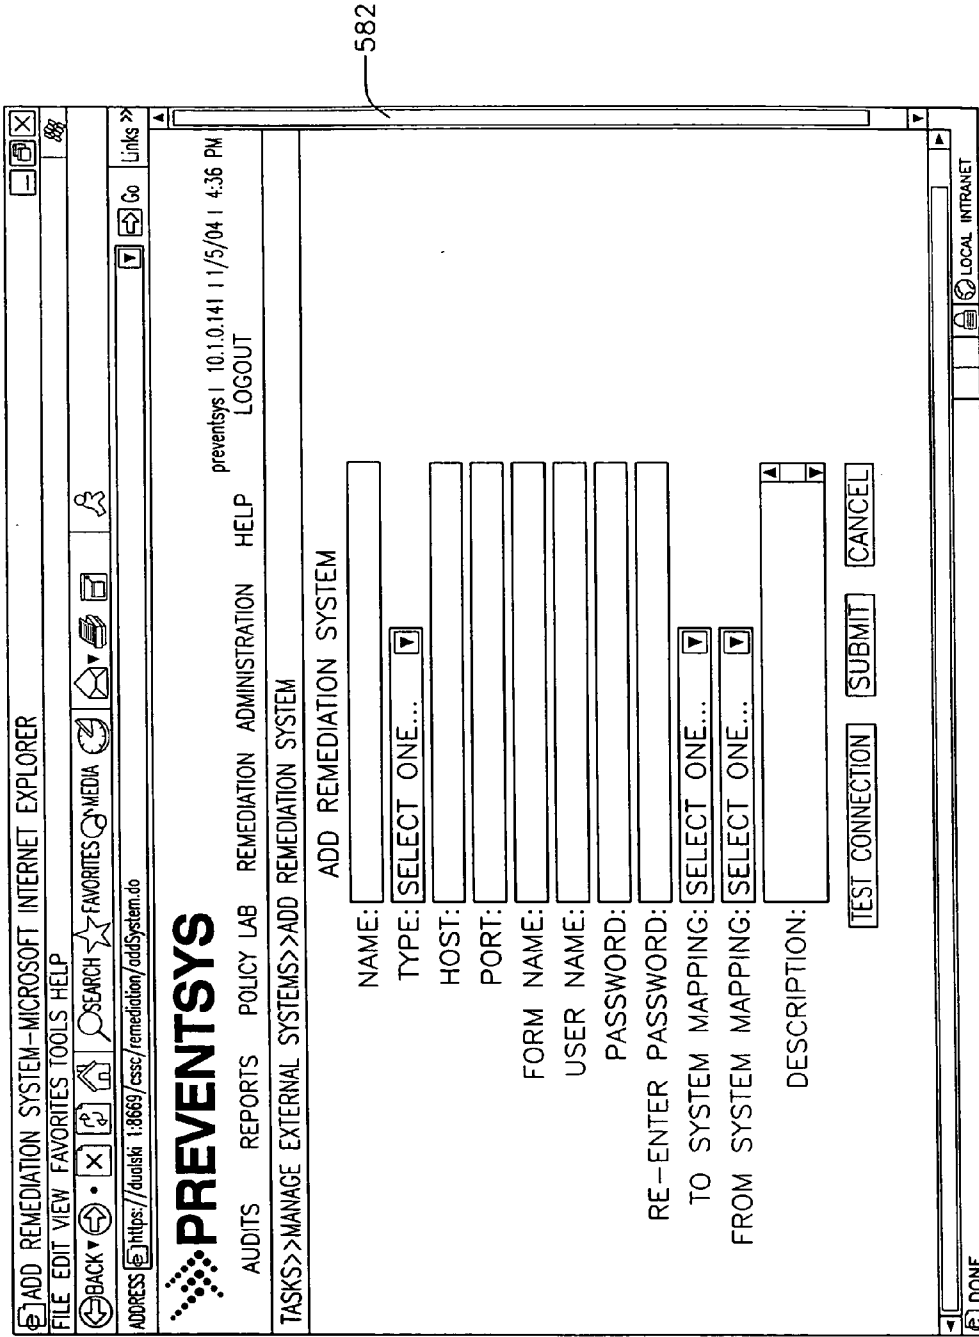 ADD REMEDIATION SYSTEM-MICROSOFT INTERNET EXPLORER
FILE EDIT VIEW FAVORITES TOOLS HELP
BACK SEARCH FAVORITES MEDIA
ADDRESS https://dualski 1:8669/cssc/remediation/addSystem.do Go Links >>
PREVENTSYS
preventsys | 10.1.0.141 | 1/5/04 | 4:36 PM
LOGOUT
AUDITS REPORTS POLICY LAB REMEDIATION ADMINISTRATION HELP
TASKS>>MANAGE EXTERNAL SYSTEMS>>ADD REMEDIATION SYSTEM
ADD REMEDIATION SYSTEM
NAME:
TYPE: SELECT ONE...
HOST:
PORT:
FORM NAME:
USER NAME:
PASSWORD:
RE-ENTER PASSWORD:
TO SYSTEM MAPPING: SELECT ONE...
FROM SYSTEM MAPPING: SELECT ONE...
DESCRIPTION:
TEST CONNECTION SUBMIT CANCEL
DONE LOCAL INTRANET
582